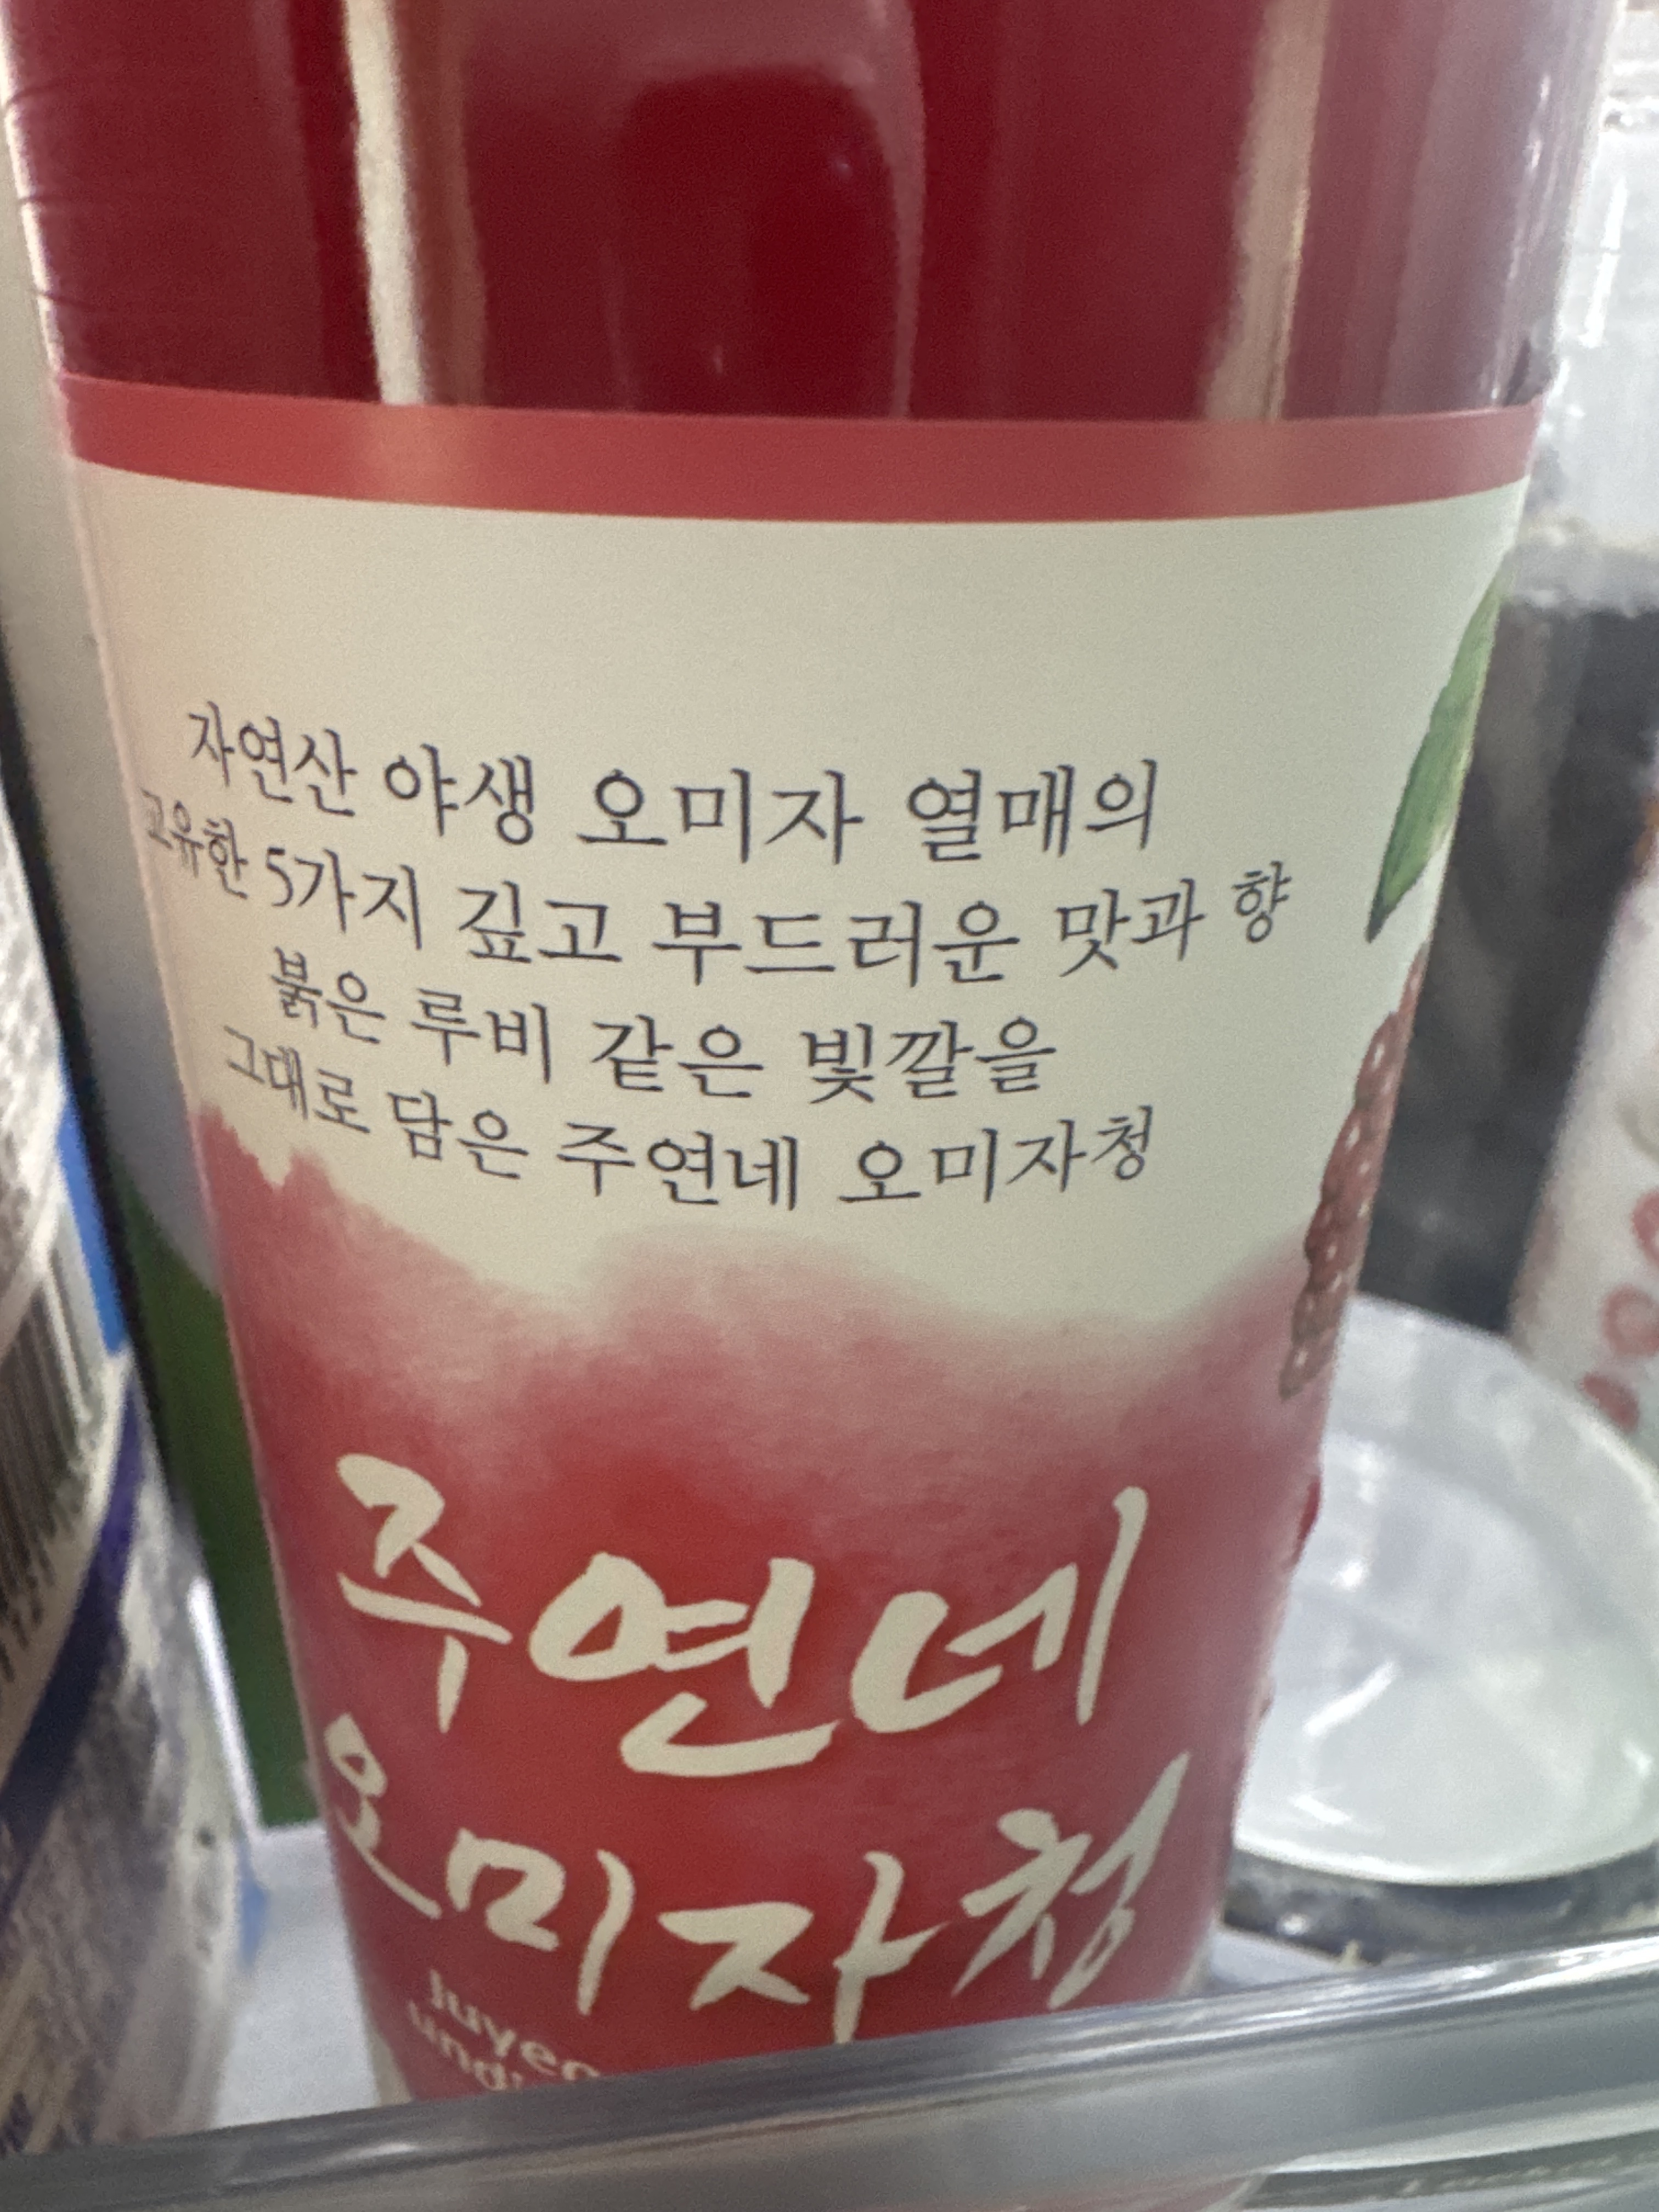 자연산 야생 오미자 열매의
고유한 5가지 깊고 부드러운 맛과 향
붉은 루비 같은 빛깔을
그대로 담은 주연네 오미자청
주연네
오미자청